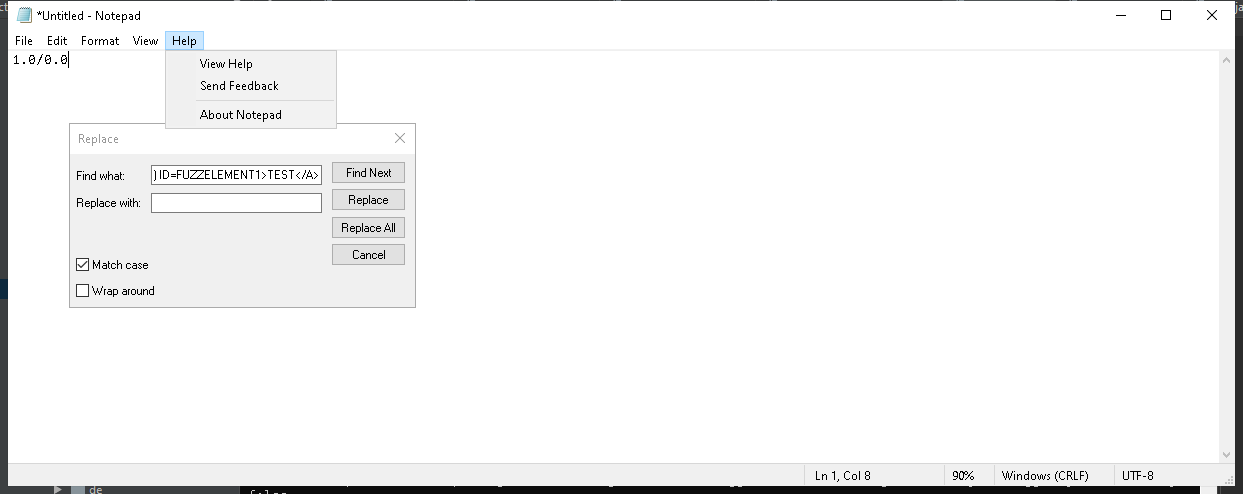 *Untitled - Notepad
File Edit Format View Help
1.0/0.0
View Help
Send Feedback
About Notepad
Replace
Find what: )ID=FUZZELEMENT1>TEST</A> Find Next
Replace with: Replace
Replace All
Cancel
Match case
Wrap around
Ln 1, Col 8 90% Windows (CRLF) UTF-8
de